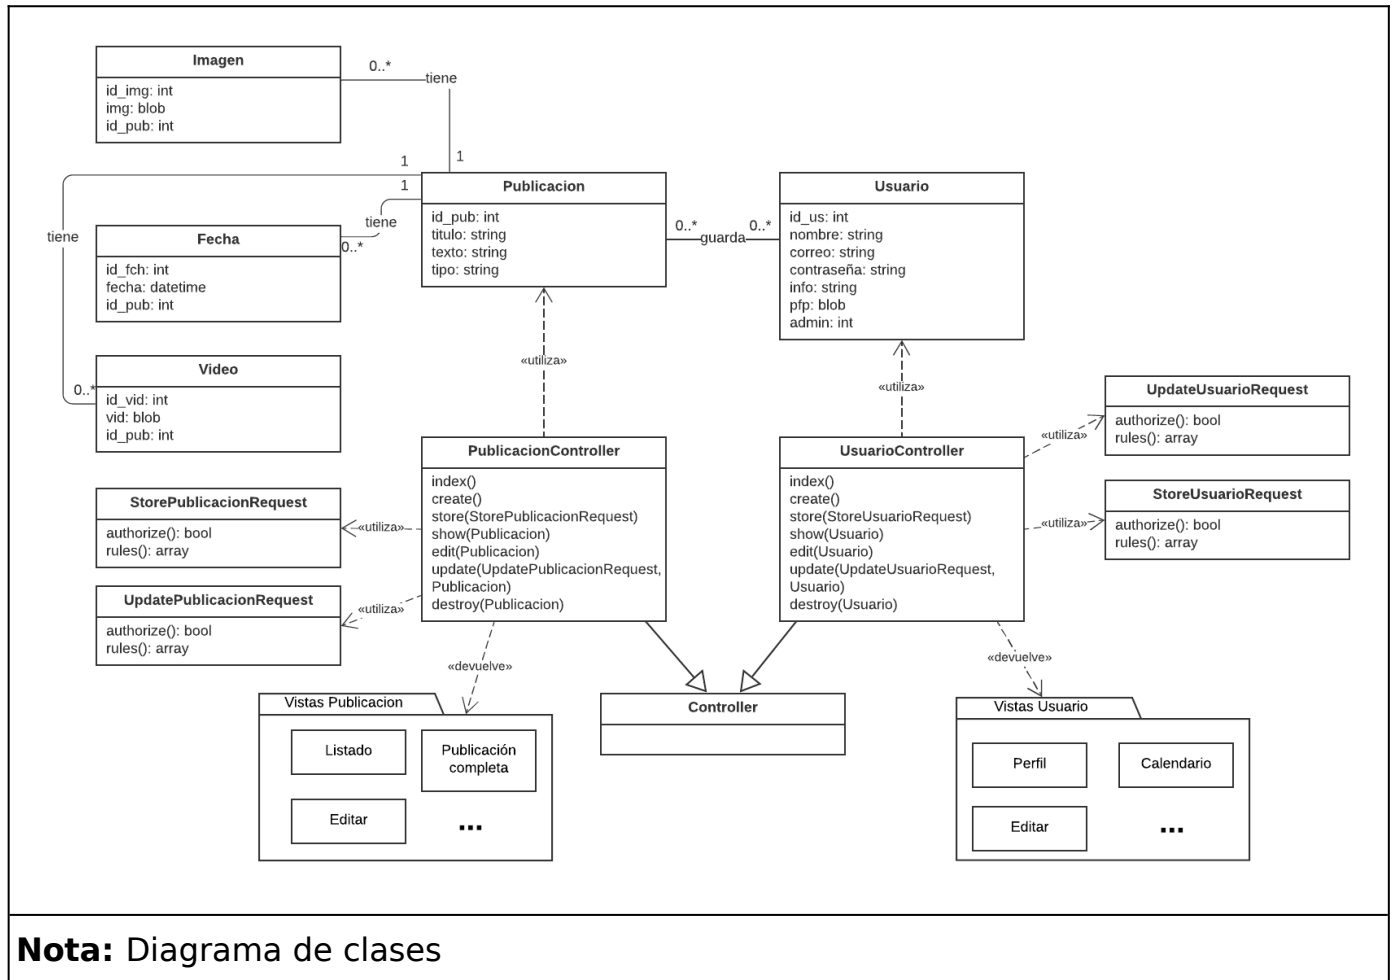 Imagen
id_img: int
img: blob
id_pub: int
0..*
tiene
1
1
1
tiene
0..*
tiene
0..*
Fecha
id_fch: int
fecha: datetime
id_pub: int
Video
id_vid: int
vid: blob
id_pub: int
Publicacion
id_pub: int
titulo: string
texto: string
tipo: string
0..*
guarda
0..*
Usuario
id_us: int
nombre: string
correo: string
contraseña: string
info: string
pfp: blob
admin: int
«utiliza»
«utiliza»
StorePublicacionRequest
authorize(): bool
rules(): array
UpdatePublicacionRequest
authorize(): bool
rules(): array
«utiliza»
«utiliza»
PublicacionController
index()
create()
store(StorePublicacionRequest)
show(Publicacion)
edit(Publicacion)
update(UpdatePublicacionRequest,
Publicacion)
destroy(Publicacion)
UsuarioController
index()
create()
store(StoreUsuarioRequest)
show(Usuario)
edit(Usuario)
update(UpdateUsuarioRequest,
Usuario)
destroy(Usuario)
«utiliza»
«utiliza»
UpdateUsuarioRequest
authorize(): bool
rules(): array
StoreUsuarioRequest
authorize(): bool
rules(): array
«devuelve»
«devuelve»
Vistas Publicacion
Listado
Publicación
completa
Editar
...
Controller
Vistas Usuario
Perfil
Calendario
Editar
...
Nota: Diagrama de clases